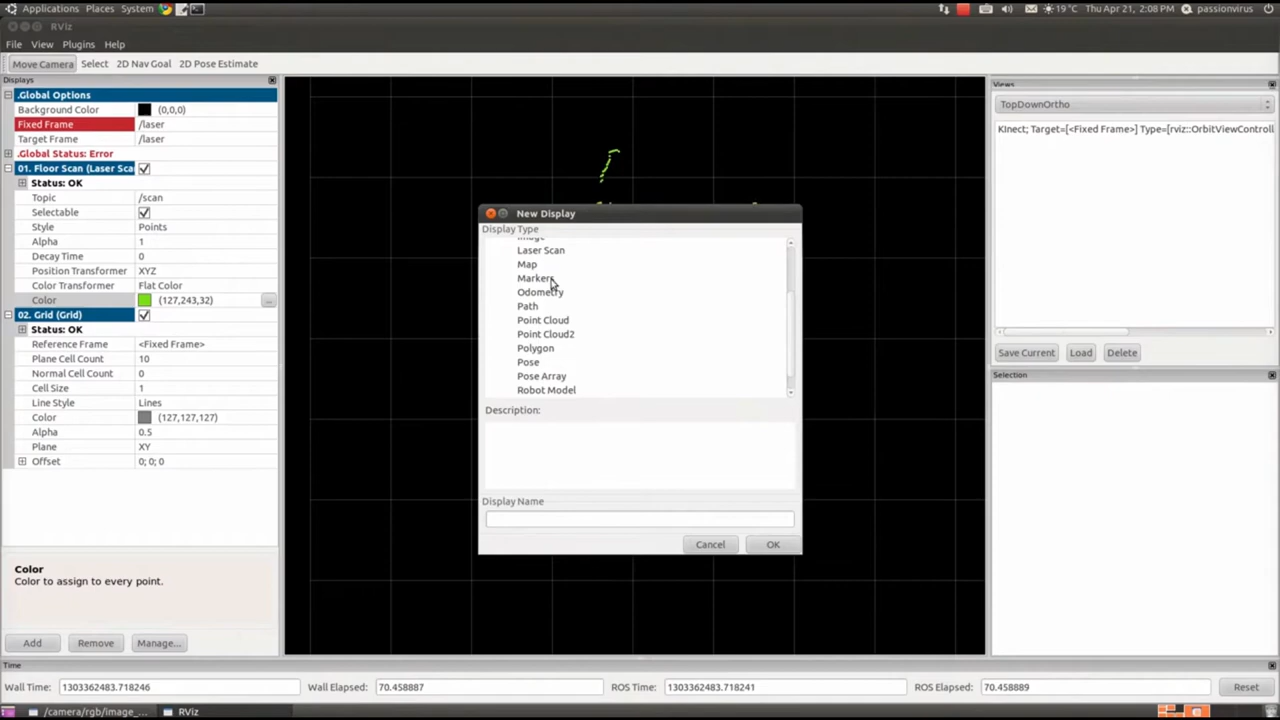 Applications Places System 19 °C Thu Apr 21, 2:08 PM passionvirus
RViz
File View Plugins Help
Move Camera Select 2D Nav Goal 2D Pose Estimate
Displays
.Global Options
Background Color (0,0,0)
Fixed Frame /laser
Target Frame /laser
.Global Status: Error
01. Floor Scan (Laser Sca
Status: OK
Topic /scan
Selectable
Style Points
Alpha 1
Decay Time 0
Position Transformer XYZ
Color Transformer Flat Color
Color (127,243,32) ...
02. Grid (Grid)
Status: OK
Reference Frame <Fixed Frame>
Plane Cell Count 10
Normal Cell Count 0
Cell Size 1
Line Style Lines
Color (127,127,127)
Alpha 0.5
Plane XY
Offset 0; 0; 0
Color
Color to assign to every point.
Add Remove Manage...
New Display
Display Type
Image
Laser Scan
Map
Markers
Odometry
Path
Point Cloud
Point Cloud2
Polygon
Pose
Pose Array
Robot Model
Description:
Display Name
Cancel OK
Views
TopDownOrtho
KInect; Target=[<Fixed Frame>] Type=[rviz::OrbitViewControll
Save Current Load Delete
Selection
Time
Wall Time: 1303362483.718246 Wall Elapsed: 70.458887 ROS Time: 1303362483.718241 ROS Elapsed: 70.458889 Reset
/camera/rgb/image_... RViz